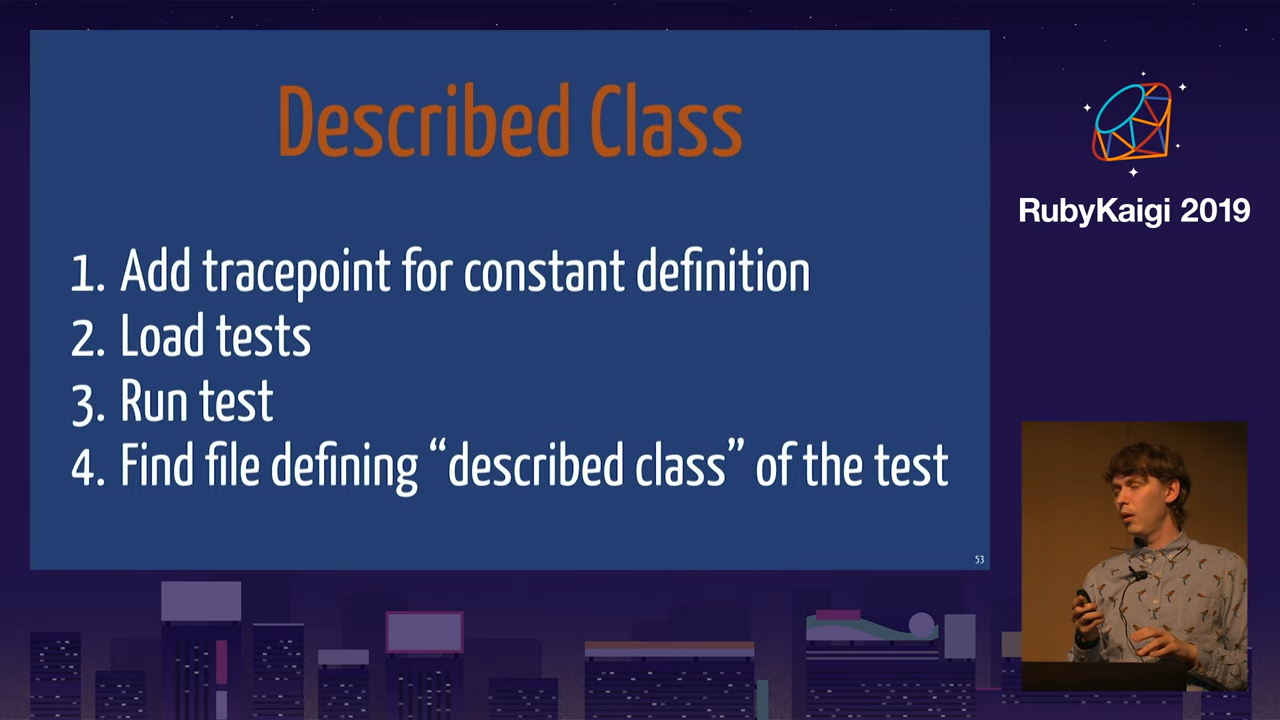 Described Class
1. Add tracepoint for constant definition
2. Load tests
3. Run test
4. Find file defining “described class” of the test
53
RubyKaigi 2019